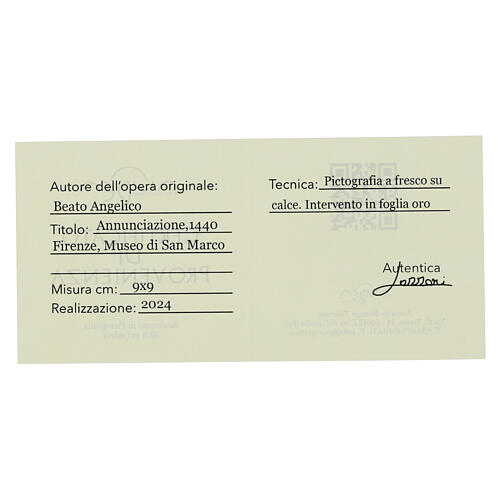 Autore dell'opera originale:
Beato Angelico
Titolo: Annunciazione,1440
Firenze, Museo di San Marco
Misura cm: 9x9
Realizzazione: 2024
Tecnica: Pictografia a fresco su
calce. Intervento in foglia oro
Autentica
PROVENIENZA